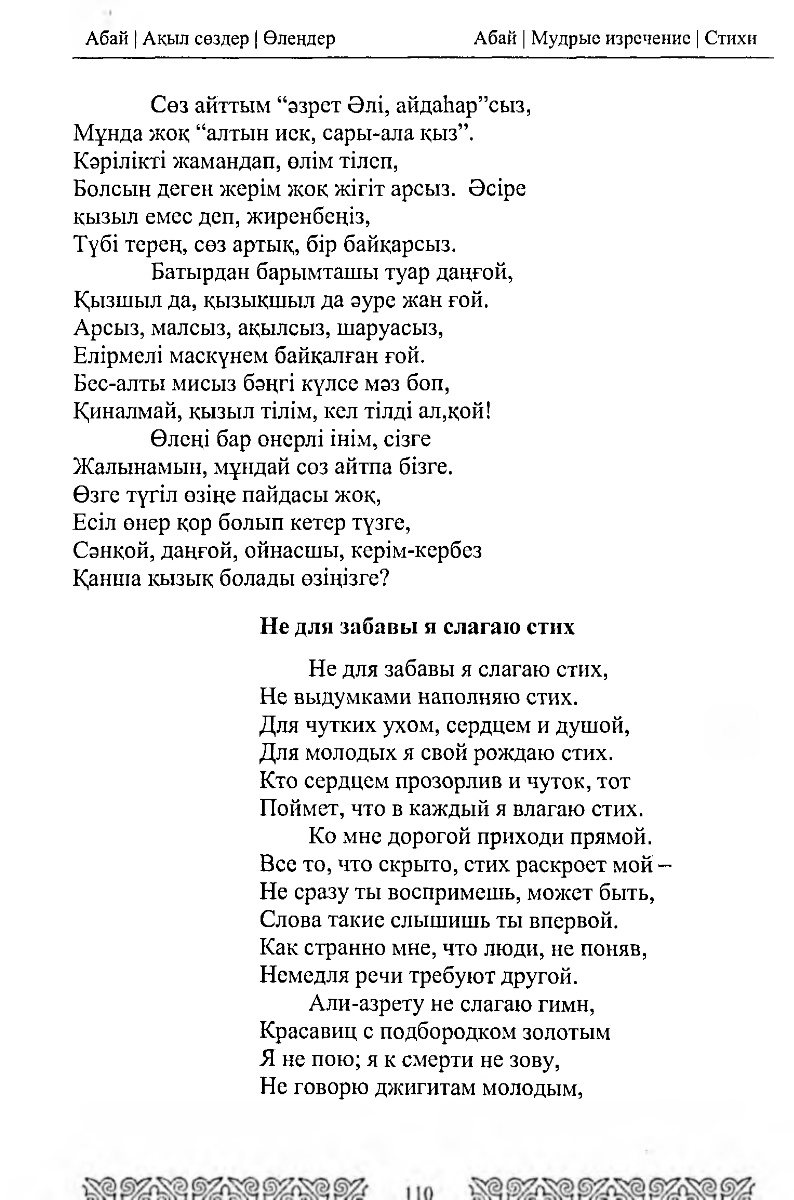 Абай | Ақыл сөздер | Өлеңдер Абай | Мудрые изречение | Стихи
Сөз айттым “әзрет Әлі, айдаһар”сыз,
Мұнда жоқ “алтын иек, сары-ала қыз”.
Кәрілікті жамандап, өлім тілеп,
Болсын деген жерім жоқ жігіт арсыз. Әсіре
қызыл емес деп, жиренбеңіз,
Түбі терең, сөз артық, бір байқарсыз.
Батырдан барымташы туар даңғой,
Қызшыл да, қызықшыл да әуре жан ғой.
Арсыз, малсыз, ақылсыз, шаруасыз,
Елірмелі маскүнем байқалған ғой.
Бес-алты мисыз бәңгі күлсе мәз боп,
Қиналмай, қызыл тілім, кел тілді ал,қой!
Өлеңі бар онерлі інім, сізге
Жалынамын, мұндай соз айтпа бізге.
Өзге түгіл өзіңе пайдасы жоқ,
Есіл өнер қор болып кетер түзге,
Сәнқой, даңғой, ойнасшы, керім-кербез
Қанша қызық болады өзіңізге?
Не для забавы я слагаю стих
Не для забавы я слагаю стих,
Не выдумками наполняю стих.
Для чутких ухом, сердцем и душой,
Для молодых я свой рождаю стих.
Кто сердцем прозорлив и чуток, тот
Поймет, что в каждый я влагаю стих.
Ко мне дорогой приходи прямой.
Все то, что скрыто, стих раскроет мой –
Не сразу ты воспримешь, может быть,
Слова такие слышишь ты впервой.
Как странно мне, что люди, не поняв,
Немедля речи требуют другой.
Али-азрету не слагаю гимн,
Красавиц с подбородком золотым
Я не пою; я к смерти не зову,
Не говорю джигитам молодым,
110